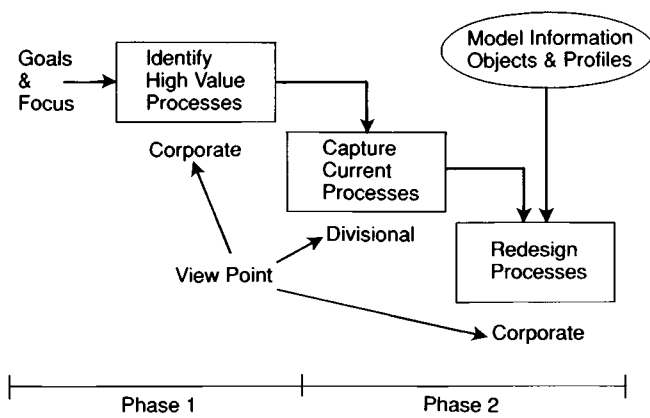 Goals
&
Focus
Identify
High Value
Processes
Model Information
Objects & Profiles
Corporate
Capture
Current
Processes
Divisional
View Point
Redesign
Processes
Corporate
Phase 1
Phase 2